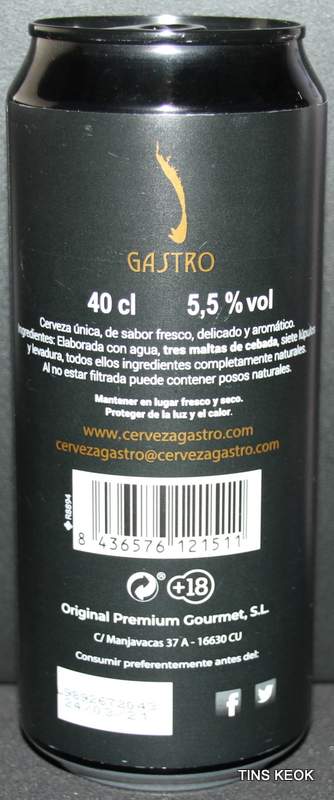 GASTRO
40 cl 5,5 % vol
Cerveza única, de sabor fresco, delicado y aromático.
Ingredientes: Elaborada con agua, tres maltas de cebada, siete lúpulos
y levadura, todos ellos ingredientes completamente naturales.
Al no estar filtrada puede contener posos naturales.
Mantener en lugar fresco y seco.
Proteger de la luz y el calor.
www.cervezagastro.com
cervezagastro@cervezagastro.com
R8894
8 436576 121511
® +18
Original Premium Gourmet, S.L.
C/ Manjavacas 37 A - 16630 CU
Consumir preferentemente antes del:
f
TINS KEOK